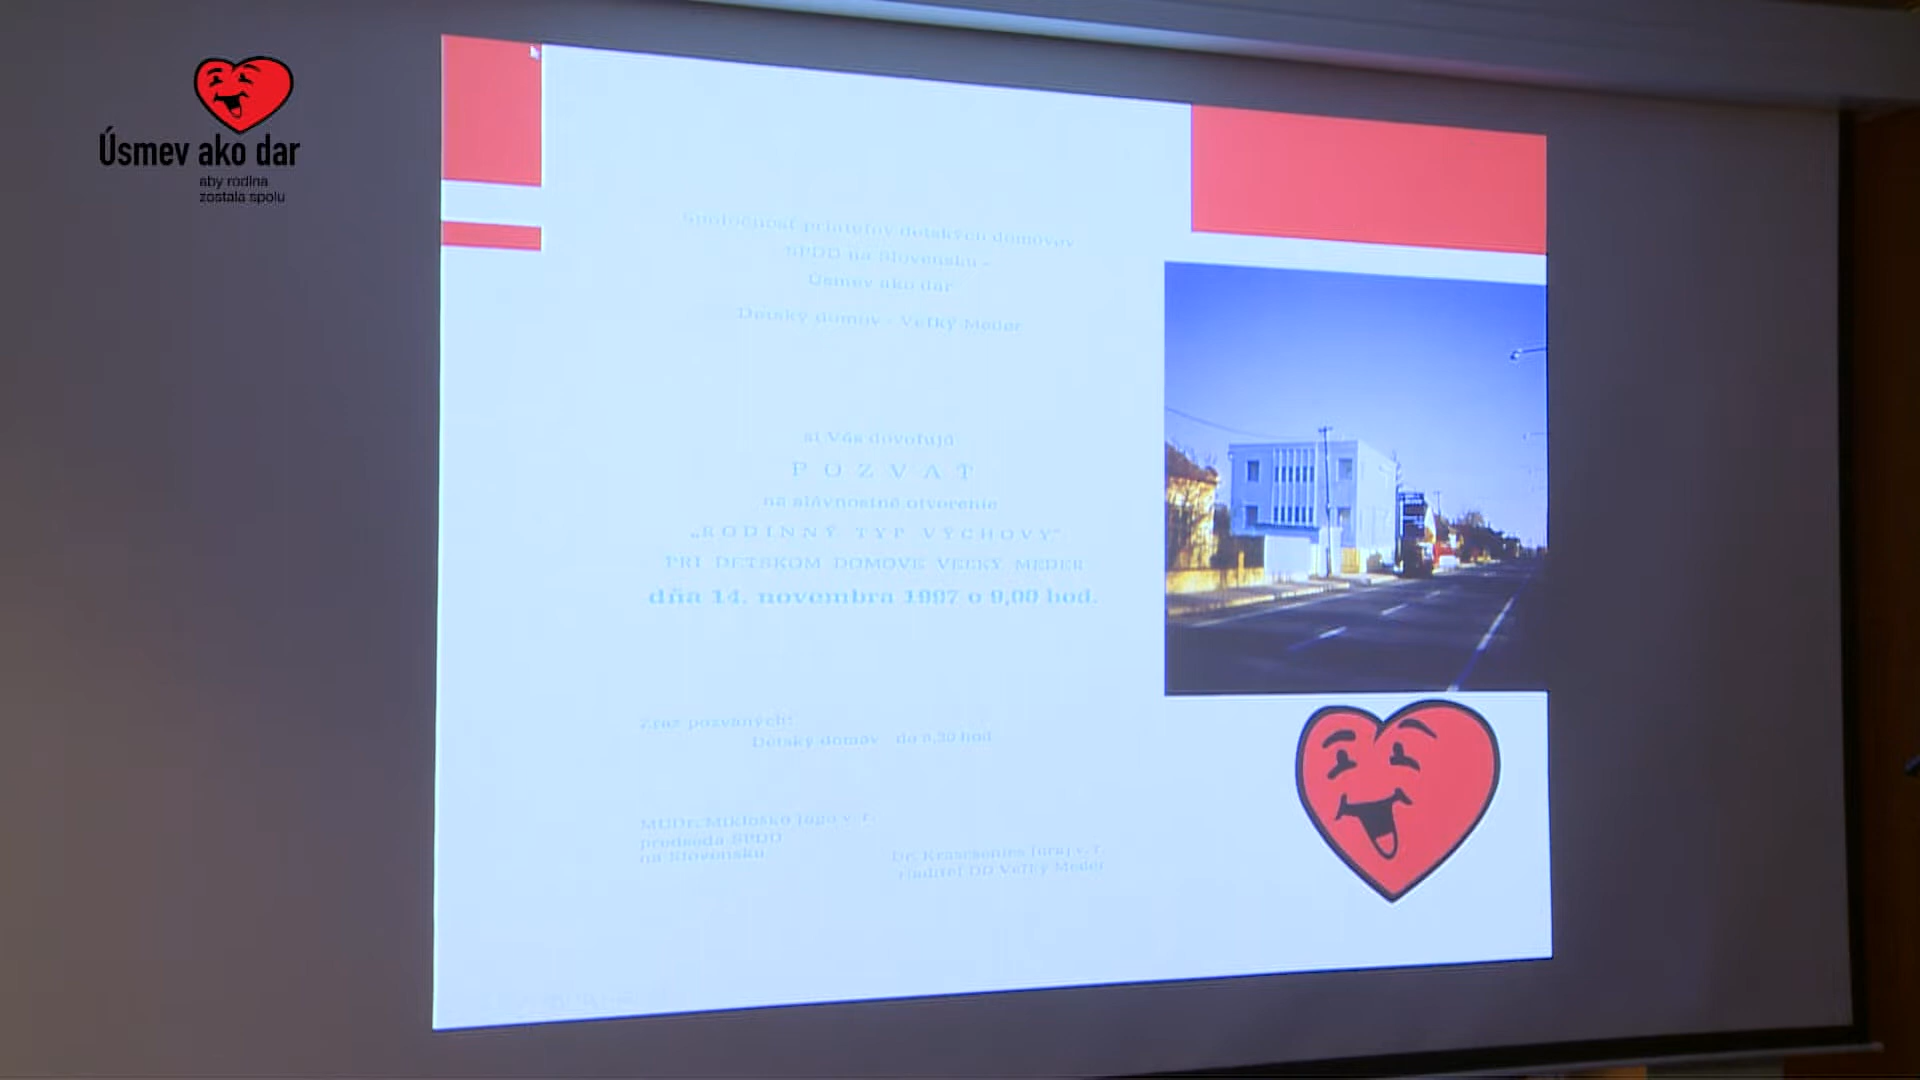 Úsmev ako dar
aby rodina
zostala spolu
Spoločnosť priateľov detských domovov
SPDD na Slovensku -
Úsmev ako dar
Detský domov - Veľký Meder
si Vás dovoľujú
P O Z V A Ť
na slávnostné otvorenie
„RODINNÝ TYP VÝCHOVY"
PRI DETSKOM DOMOVE VEĽKÝ MEDER
dňa 14. novembra 1997 o 9,00 hod.
Zraz pozvaných:
Detský domov do 8,30 hod
MUDr. Mikloško Jozef v. r.
predseda SPDD
na Slovensku
Dr. Juraj v. r.
riaditeľ DD Veľký Meder